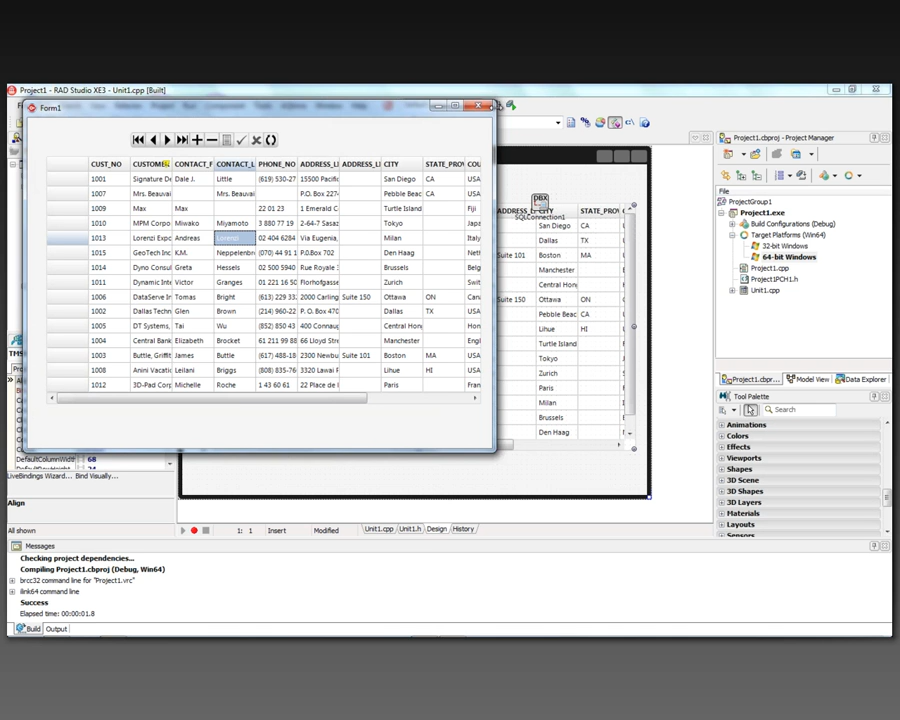 Project1 - RAD Studio XE3 - Unit1.cpp [Built]
Form1
CUST_NO CUSTOMER CONTACT_F CONTACT_L PHONE_NO ADDRESS_LI ADDRESS_LI CITY STATE_PROV COU
1001 Signature De Dale J. Little (619) 530-27 15500 Pacific San Diego CA USA
1007 Mrs. Beauvai Mrs. Beauvai P.O. Box 227 Pebble Beac CA USA
1009 Max Max 22 01 23 1 Emerald C Turtle Island Fiji
1010 MPM Corpo Miwako Miyamoto 3 880 77 19 2-64-7 Sasaz Tokyo Japa
1013 Lorenzi Expo Andreas Lorenzi 02 404 6284 Via Eugenia, Milan Italy
1015 GeoTech Inc K.M. Neppelenbr (070) 44 91 1 P.O.Box 702 Den Haag Neth
1014 Dyno Consul Greta Hessels 02 500 5940 Rue Royale Brussels Belg
1011 Dynamic Inte Victor Granges 01 221 16 50 Florhofgasse Zurich Swit
1006 DataServe Ir Tomas Bright (613) 229 33 2000 Carling Suite 150 Ottawa ON Cana
1002 Dallas Techn Glen Brown (214) 960-22 P. O. Box 470 Dallas TX USA
1005 DT Systems, Tai Wu (852) 850 43 400 Connaug Central Hon Hon
1004 Central Bank Elizabeth Brocket 61 211 99 88 66 Lloyd Stre Manchester Engl
1003 Buttle, Griffit James Buttle (617) 488-18 2300 Newbu Suite 101 Boston MA USA
1008 Anini Vacatic Leilani Briggs (808) 835-76 3320 Lawai F Lihue HI USA
1012 3D-Pad Corp Michelle Roche 1 43 60 61 22 Place de l Paris Fran
DBX
SQLConnection1
ADDRESS_L CITY STATE_PROV
San Diego CA
Dallas TX
Suite 101 Boston MA
Manchester
Central Hon
Suite 150 Ottawa ON
Pebble Beac CA
Lihue HI
Turtle Island
Tokyo
Zurich
Paris
Milan
Brussels
Den Haag
DefaultColumnWidth 68
LiveBindings Wizard... Bind Visually...
Align
All shown
1: 1 Insert Modified
Unit1.cpp Unit1.h Design History
Project1.cbproj - Project Manager
File
ProjectGroup1
Project1.exe
Build Configurations (Debug)
Target Platforms (Win64)
32-bit Windows
64-bit Windows
Project1.cpp
Project1PCH1.h
Unit1.cpp
Project1.cbpr... Model View Data Explorer
Tool Palette
Search
Animations
Colors
Effects
Viewports
Shapes
3D Scene
3D Shapes
3D Layers
Materials
Layouts
Sensors
Messages
Checking project dependencies...
Compiling Project1.cbproj (Debug, Win64)
brcc32 command line for "Project1.vrc"
ilink64 command line
Success
Elapsed time: 00:00:01.8
Build Output